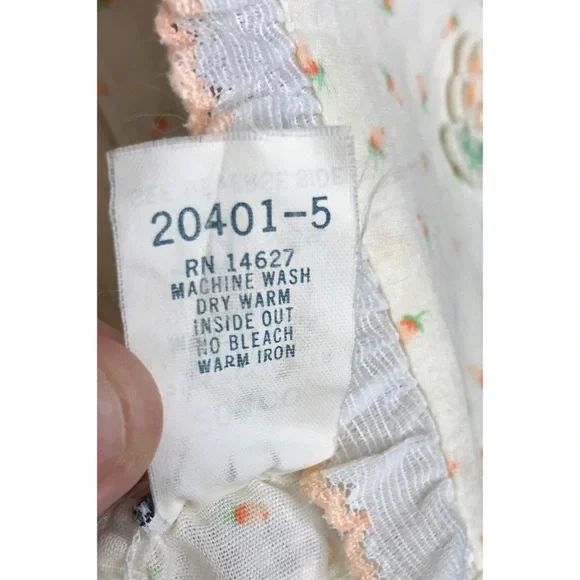 20401-5
RN 14627
MACHINE WASH
DRY WARM
INSIDE OUT
NO BLEACH
WARM IRON